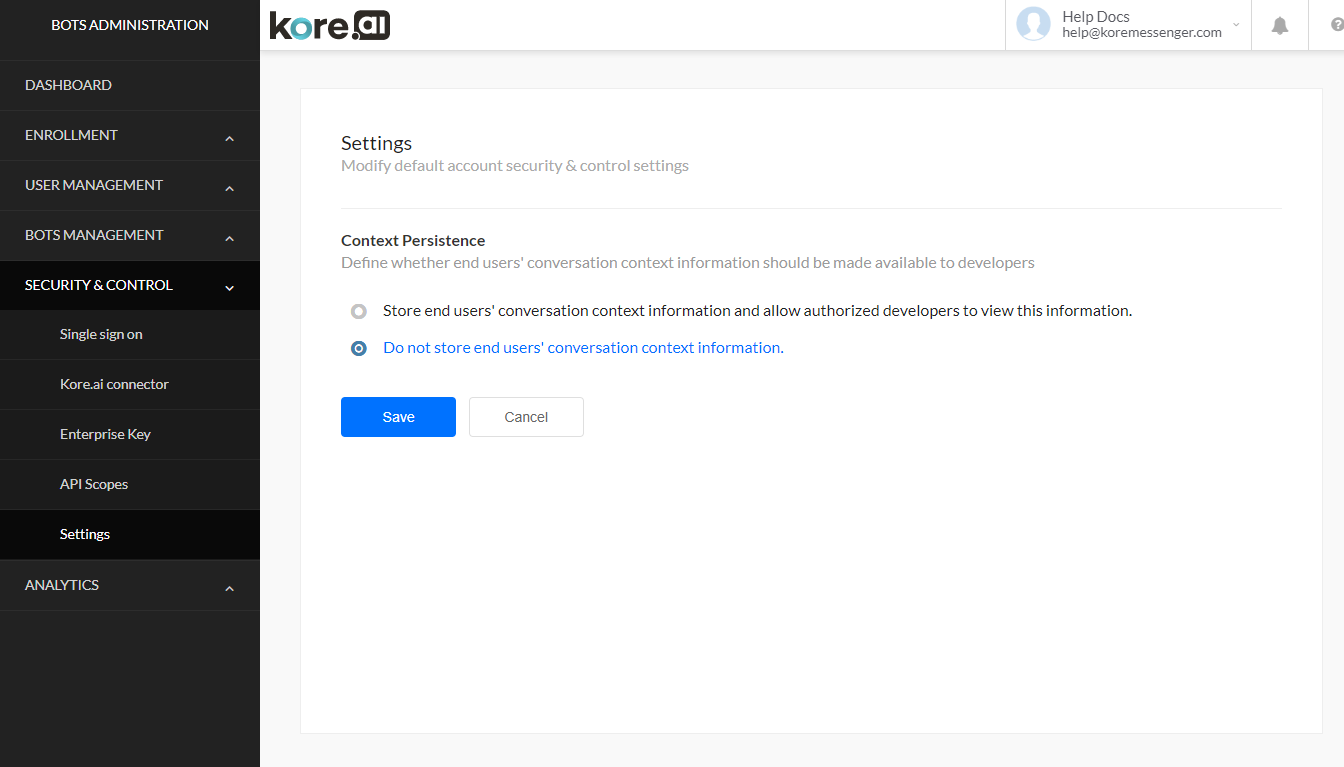 BOTS ADMINISTRATION
DASHBOARD
ENROLLMENT
USER MANAGEMENT
BOTS MANAGEMENT
SECURITY & CONTROL
Single sign on
Kore.ai connector
Enterprise Key
API Scopes
Settings
ANALYTICS
kore.ai
Help Docs
help@koremessenger.com
?
Settings
Modify default account security & control settings
Context Persistence
Define whether end users' conversation context information should be made available to developers
Store end users' conversation context information and allow authorized developers to view this information.
Do not store end users' conversation context information.
Save
Cancel